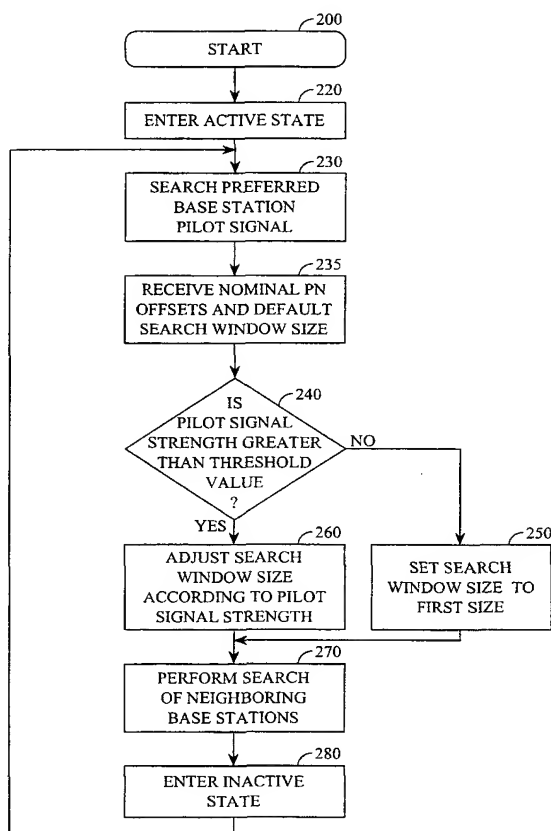 200
START
220
ENTER ACTIVE STATE
230
SEARCH PREFERRED
BASE STATION
PILOT SIGNAL
235
RECEIVE NOMINAL PN
OFFSETS AND DEFAULT
SEARCH WINDOW SIZE
240
IS
PILOT SIGNAL
STRENGTH GREATER
THAN THRESHOLD
VALUE
?
NO
YES
260
ADJUST SEARCH
WINDOW SIZE
ACCORDING TO PILOT
SIGNAL STRENGTH
250
SET SEARCH
WINDOW SIZE TO
FIRST SIZE
270
PERFORM SEARCH
OF NEIGHBORING
BASE STATIONS
280
ENTER INACTIVE
STATE